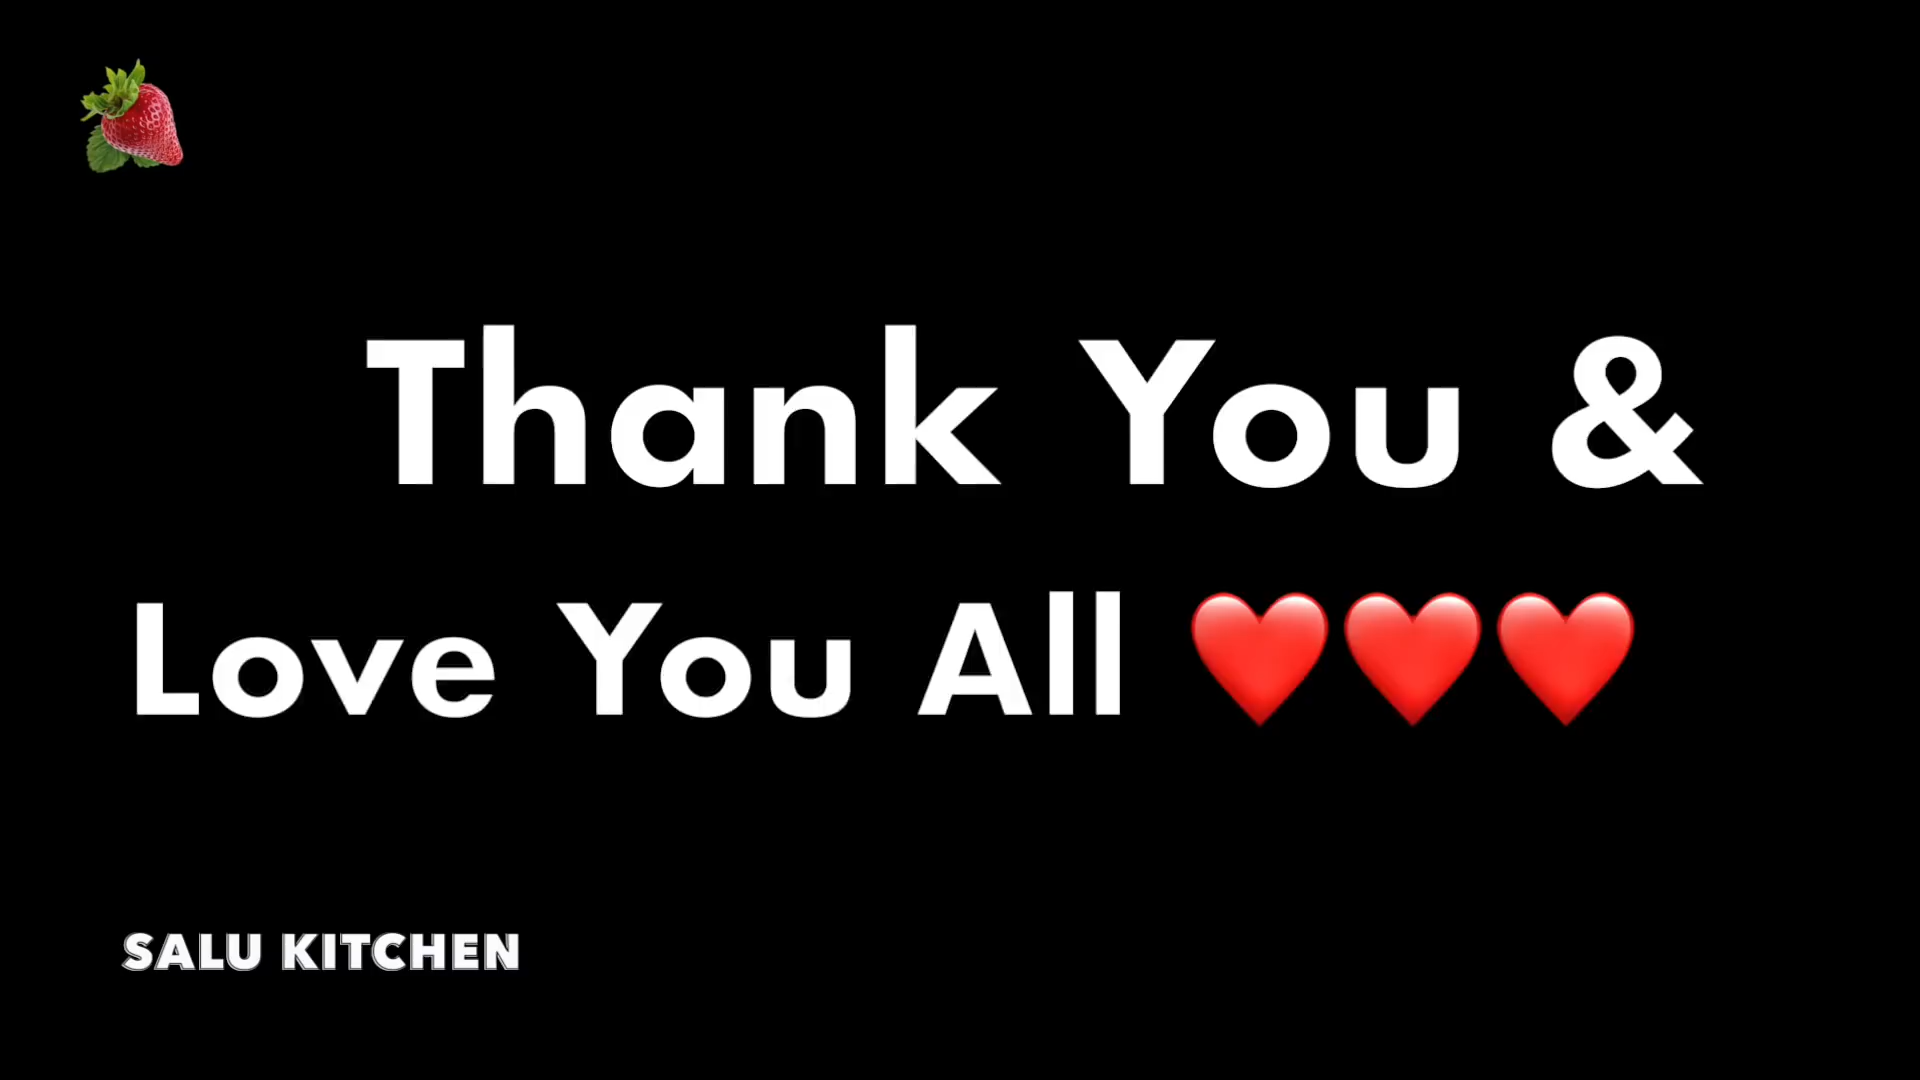 Thank You &
Love You All ❤️❤️❤️
SALU KITCHEN